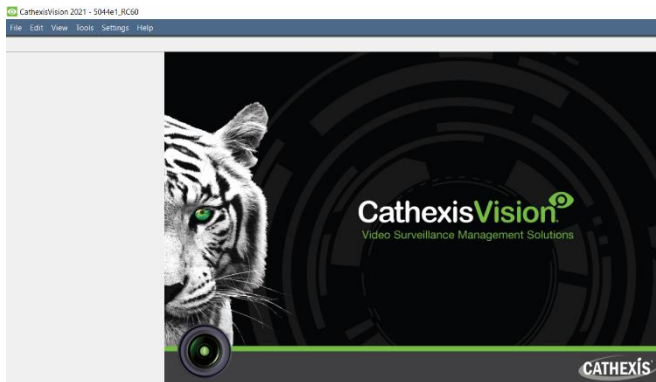 CathexisVision 2021 - 5044e1_RC60
File Edit View Tools Settings Help
CathexisVision
Video Surveillance Management Solutions
CATHEXIS